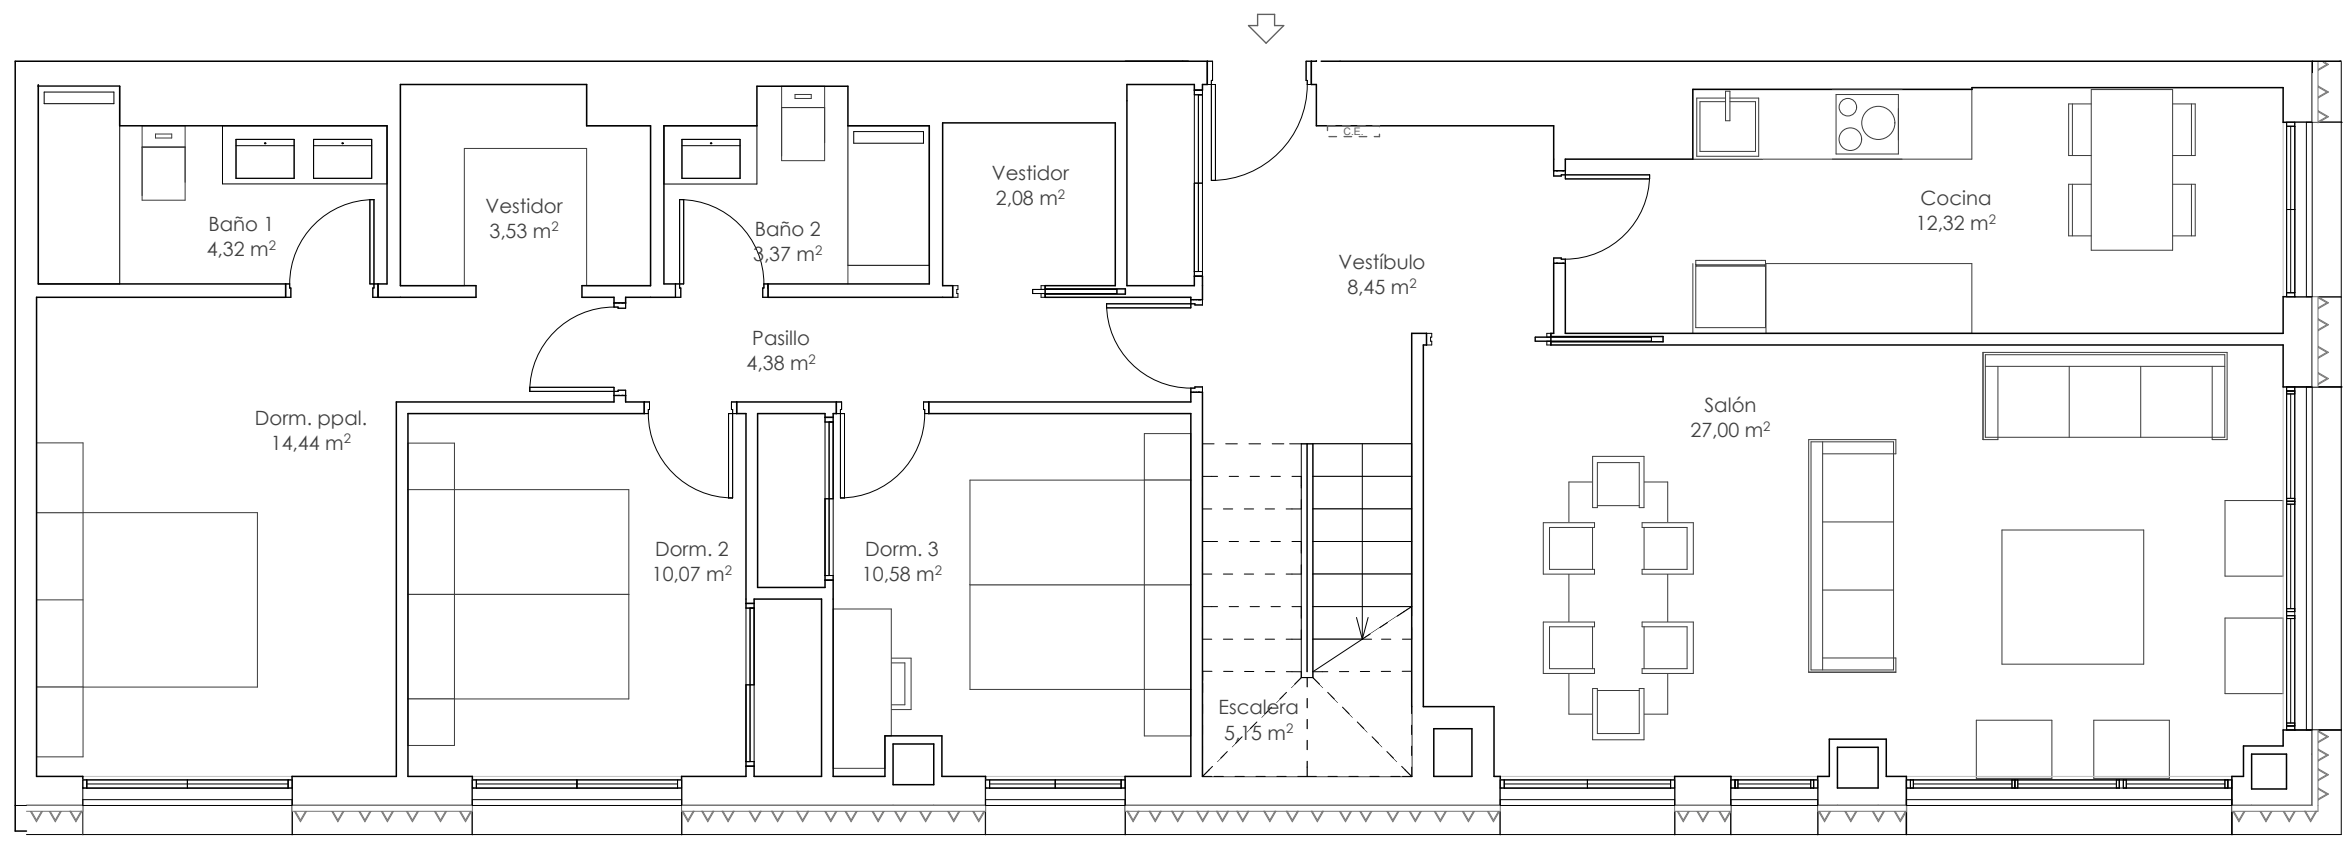 C.E.
Vestidor
2,08 m²
Vestidor
3,53 m²
Baño 1
4,32 m²
Baño 2
3,37 m²
Cocina
12,32 m²
Vestíbulo
8,45 m²
Pasillo
4,38 m²
Dorm. ppal.
14,44 m²
Salón
27,00 m²
Dorm. 2
10,07 m²
Dorm. 3
10,58 m²
Escalera
5,15 m²